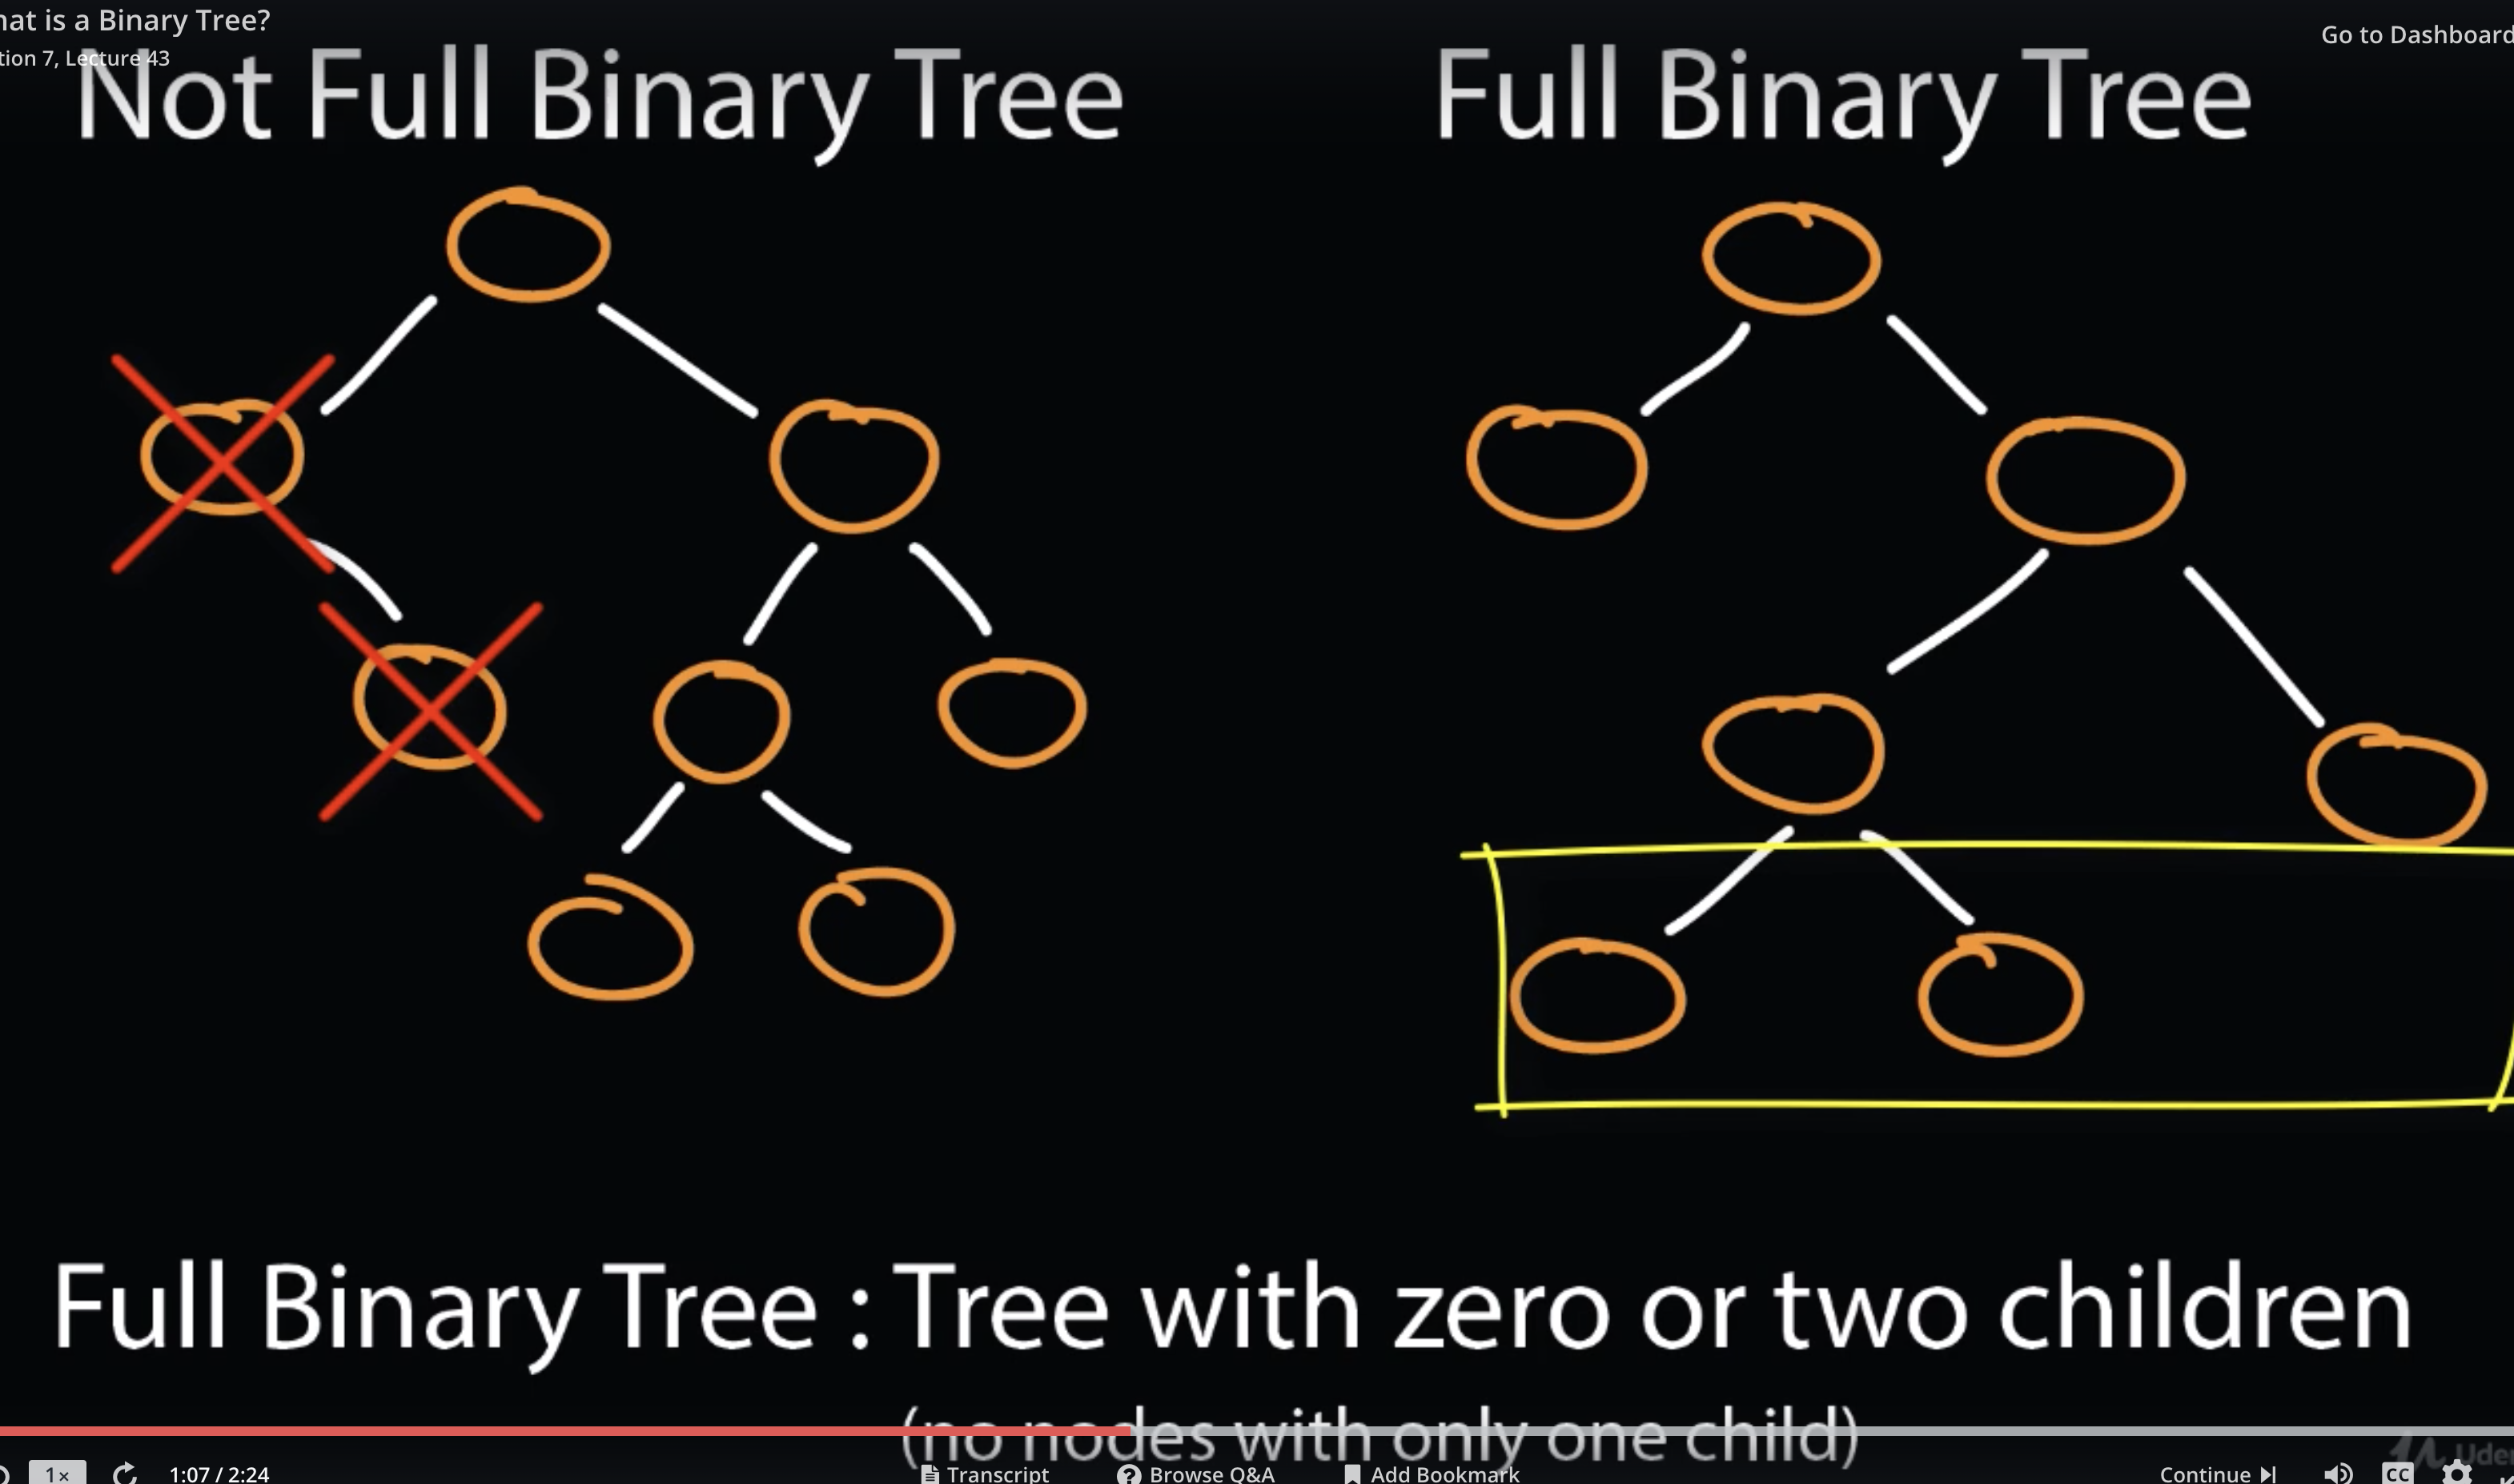 hat is a Binary Tree?
tion 7, Lecture 43
Go to Dashboard
Not Full Binary Tree
Full Binary Tree
Full Binary Tree : Tree with zero or two children
(no nodes with only one child)
1x
1:07 / 2:24
Transcript
Browse Q&A
Add Bookmark
Continue
CC
Ude